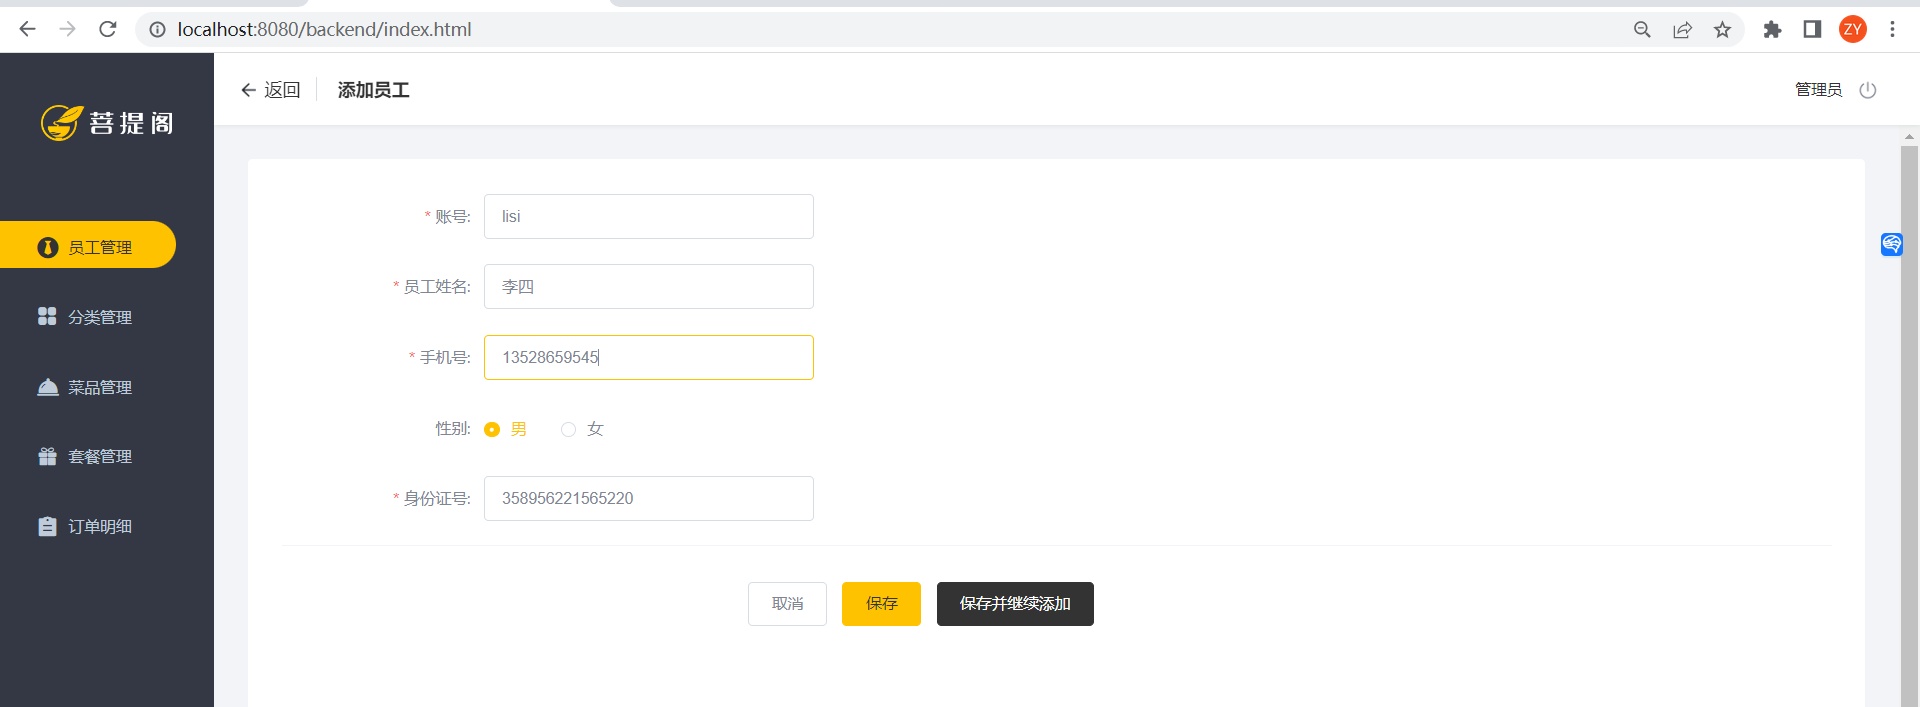 localhost:8080/backend/index.html
ZY
菩提阁
返回
添加员工
管理员
员工管理
分类管理
菜品管理
套餐管理
订单明细
* 账号: lisi
* 员工姓名: 李四
* 手机号: 13528659545
性别: 男 女
* 身份证号: 358956221565220
取消 保存 保存并继续添加